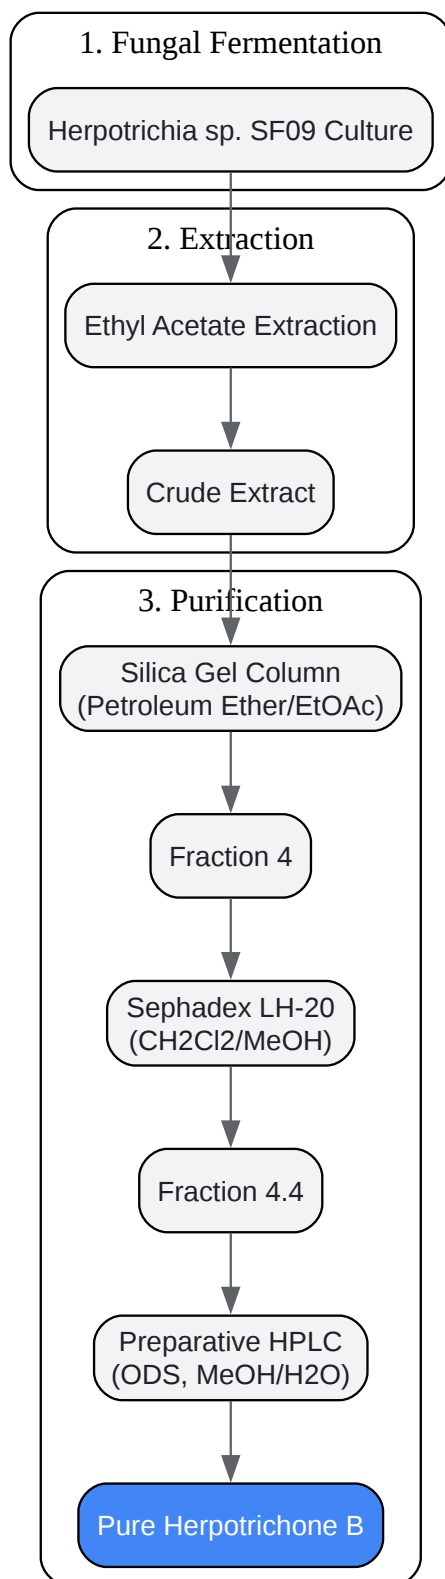 1. Fungal Fermentation
Herpotrichia sp. SF09 Culture
2. Extraction
Ethyl Acetate Extraction
Crude Extract
3. Purification
Silica Gel Column
(Petroleum Ether/EtOAc)
Fraction 4
Sephadex LH-20
(CH2Cl2/MeOH)
Fraction 4.4
Preparative HPLC
(ODS, MeOH/H2O)
Pure Herpotrichone B